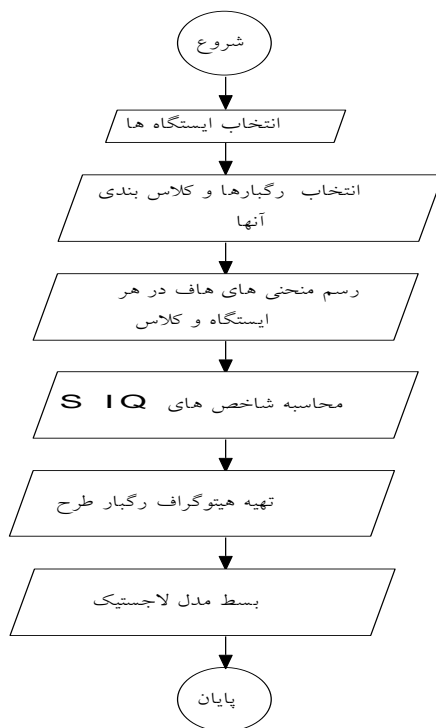 شروع
انتخاب ایستگاه ها
انتخاب رگبارها و کلاس بندی
آنها
رسم منحنی های هاف در هر
ایستگاه و کلاس
محاسبه شاخص های S IQ
تهیه هیتوگراف رگبار طرح
بسط مدل لاجستیک
پایان